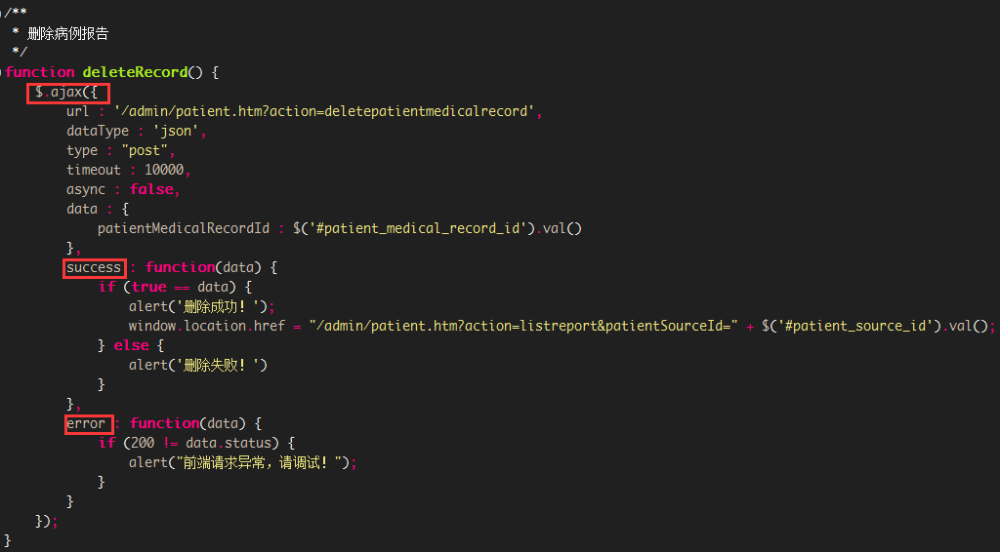 /**
 * 删除病例报告
 */
function deleteRecord() {
    $.ajax({
        url : '/admin/patient.htm?action=deletepatientmedicalrecord',
        dataType : 'json',
        type : "post",
        timeout : 10000,
        async : false,
        data : {
            patientMedicalRecordId : $('#patient_medical_record_id').val()
        },
        success : function(data) {
            if (true == data) {
                alert('删除成功！');
                window.location.href = "/admin/patient.htm?action=listreport&patientSourceId=" + $('#patient_source_id').val();
            } else {
                alert('删除失败！')
            }
        },
        error : function(data) {
            if (200 != data.status) {
                alert("前端请求异常，请调试！");
            }
        }
    });
}